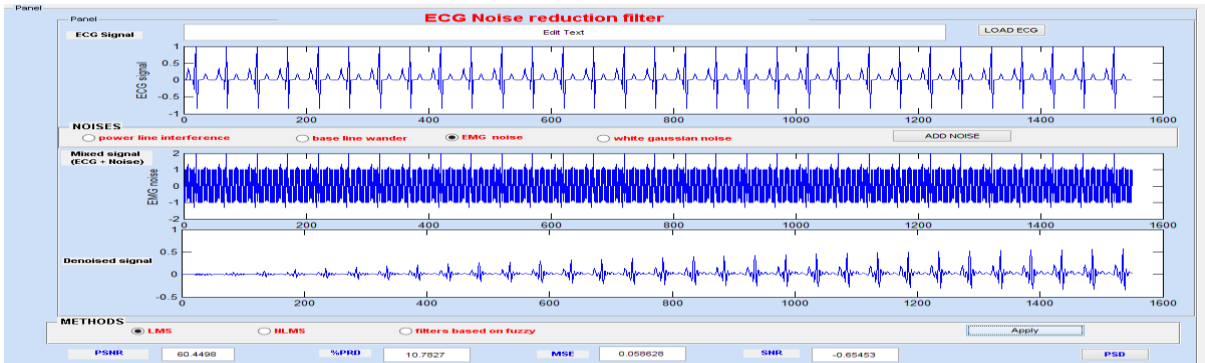 Panel
Panel
ECG Noise reduction filter
ECG Signal
Edit Text
LOAD ECG
ECG signal
1
0.5
0
-0.5
-1
0 200 400 600 800 1000 1200 1400 1600
NOISES
power line interference
base line wander
EMG noise
white gaussian noise
ADD NOISE
Mixed signal
(ECG + Noise)
EMG noise
2
1
0
-1
-2
0 200 400 600 800 1000 1200 1400 1600
Denoised signal
1
0.5
0
-0.5
0 200 400 600 800 1000 1200 1400 1600
METHODS
LMS
NLMS
filters based on fuzzy
Apply
PSNR 60.4498 %PRD 10.7827 MSE 0.058628 SNR -0.65453 PSD